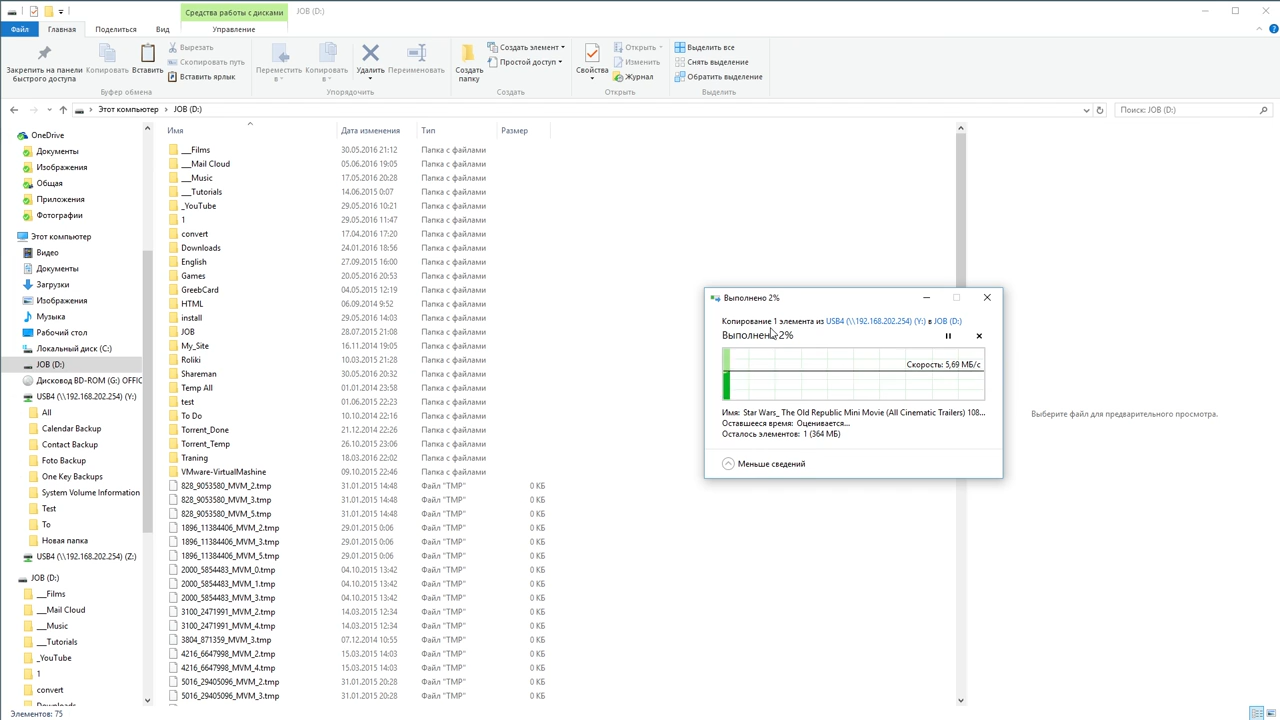 Средства работы с дисками
JOB (D:)
Файл
Главная
Поделиться
Вид
Управление
Закрепить на панели быстрого доступа
Копировать
Вставить
Вырезать
Скопировать путь
Вставить ярлык
Буфер обмена
Переместить в
Копировать в
Удалить
Переименовать
Упорядочить
Создать папку
Создать элемент
Простой доступ
Создать
Свойства
Открыть
Изменить
Журнал
Открыть
Выделить все
Снять выделение
Обратить выделение
Выделить
Этот компьютер
JOB (D:)
Поиск: JOB (D:)
OneDrive
Документы
Изображения
Общая
Приложения
Фотографии
Этот компьютер
Видео
Документы
Загрузки
Изображения
Музыка
Рабочий стол
Локальный диск (C:)
JOB (D:)
Дисковод BD-ROM (G:) OFFIC
USB4 (\\192.168.202.254) (Y:)
All
Calendar Backup
Contact Backup
Foto Backup
One Key Backups
System Volume Information
Test
To
Новая папка
USB4 (\\192.168.202.254) (Z:)
JOB (D:)
___Films
___Mail Cloud
___Music
___Tutorials
_YouTube
1
convert
Имя Дата изменения Тип Размер
___Films 30.05.2016 21:12 Папка с файлами
___Mail Cloud 05.06.2016 19:05 Папка с файлами
___Music 17.05.2016 20:28 Папка с файлами
___Tutorials 14.06.2015 0:07 Папка с файлами
_YouTube 29.05.2016 10:21 Папка с файлами
1 29.05.2016 11:47 Папка с файлами
convert 17.04.2016 17:20 Папка с файлами
Downloads 24.01.2016 18:56 Папка с файлами
English 27.09.2015 16:00 Папка с файлами
Games 20.05.2016 20:53 Папка с файлами
GreebCard 04.05.2015 12:19 Папка с файлами
HTML 06.09.2014 9:52 Папка с файлами
install 29.05.2016 14:03 Папка с файлами
JOB 28.07.2015 21:08 Папка с файлами
My_Site 16.11.2014 19:05 Папка с файлами
Roliki 10.03.2015 21:28 Папка с файлами
Shareman 30.05.2016 20:32 Папка с файлами
Temp All 01.01.2014 23:58 Папка с файлами
test 01.06.2015 22:23 Папка с файлами
To Do 10.10.2014 22:16 Папка с файлами
Torrent_Done 21.12.2014 22:26 Папка с файлами
Torrent_Temp 26.10.2015 23:06 Папка с файлами
Traning 18.03.2016 22:02 Папка с файлами
VMware-VirtualMashine 09.10.2015 22:46 Папка с файлами
828_9053580_MVM_2.tmp 31.01.2015 14:48 Файл "TMP" 0 КБ
828_9053580_MVM_3.tmp 31.01.2015 14:48 Файл "TMP" 0 КБ
828_9053580_MVM_5.tmp 31.01.2015 14:48 Файл "TMP" 0 КБ
1896_11384406_MVM_2.tmp 29.01.2015 0:06 Файл "TMP" 0 КБ
1896_11384406_MVM_3.tmp 29.01.2015 0:06 Файл "TMP" 0 КБ
1896_11384406_MVM_5.tmp 29.01.2015 0:06 Файл "TMP" 0 КБ
2000_5854483_MVM_0.tmp 04.10.2015 13:42 Файл "TMP" 0 КБ
2000_5854483_MVM_1.tmp 04.10.2015 13:42 Файл "TMP" 0 КБ
2000_5854483_MVM_3.tmp 04.10.2015 13:42 Файл "TMP" 0 КБ
3100_2471991_MVM_2.tmp 14.03.2015 12:34 Файл "TMP" 0 КБ
3100_2471991_MVM_4.tmp 14.03.2015 12:34 Файл "TMP" 0 КБ
3804_871359_MVM_3.tmp 07.12.2014 10:55 Файл "TMP" 0 КБ
4216_6647998_MVM_2.tmp 15.03.2015 14:03 Файл "TMP" 0 КБ
4216_6647998_MVM_4.tmp 15.03.2015 14:03 Файл "TMP" 0 КБ
5016_29405096_MVM_2.tmp 31.01.2015 20:28 Файл "TMP" 0 КБ
5016_29405096_MVM_3.tmp 31.01.2015 20:28 Файл "TMP" 0 КБ
Выполнено 2%
Копирование 1 элемента из USB4 (\\192.168.202.254) (Y:) в JOB (D:)
Выполнено 2%
Скорость: 5,69 МБ/с
Имя: Star Wars_ The Old Republic Mini Movie (All Cinematic Trailers) 108...
Оставшееся время: Оценивается...
Осталось элементов: 1 (364 МБ)
Меньше сведений
Выберите файл для предварительного просмотра.
Элементов: 75